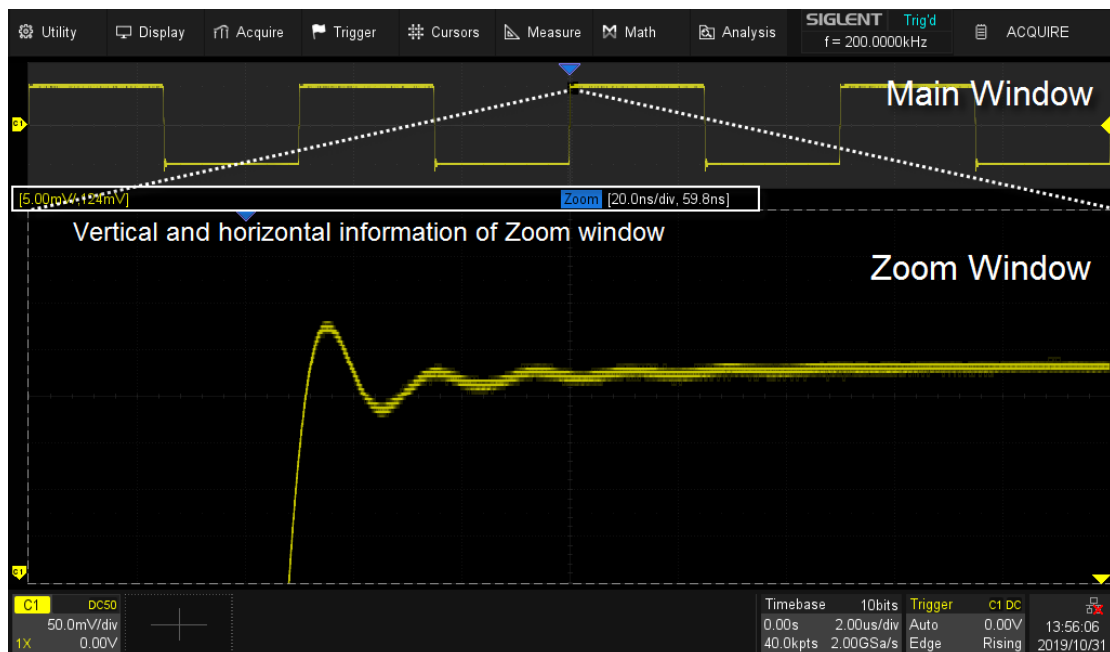 Utility Display Acquire Trigger Cursors Measure Math Analysis SIGLENT Trig'd ACQUIRE
f = 200.0000kHz
Main Window
C1
[5.00mV/,124mV] Zoom [20.0ns/div, 59.8ns]
Vertical and horizontal information of Zoom window
Zoom Window
C1
C1 DC50 Timebase 10bits Trigger C1 DC
50.0mV/div 0.00s 2.00us/div Auto 0.00V 13:56:06
1X 0.00V 40.0kpts 2.00GSa/s Edge Rising 2019/10/31